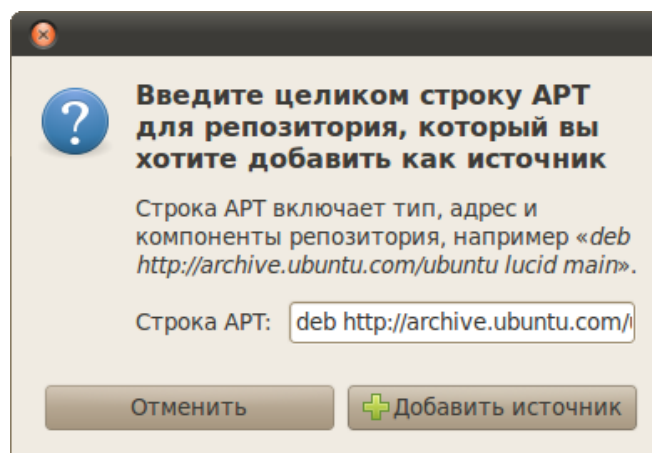 Введите целиком строку APT
для репозитория, который вы
хотите добавить как источник
Строка APT включает тип, адрес и
компоненты репозитория, например «deb
http://archive.ubuntu.com/ubuntu lucid main».
Строка APT: deb http://archive.ubuntu.com/
Отменить Добавить источник